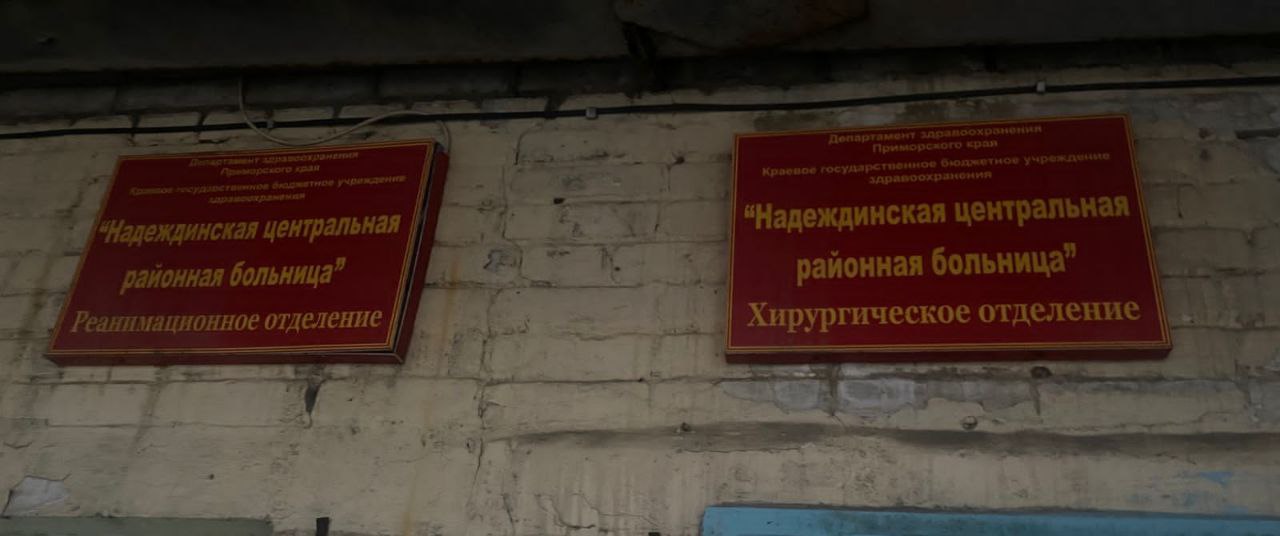 Департамент здравоохранения
Приморского края
Краевое государственное бюджетное учреждение
здравоохранения
“Надеждинская центральная
районная больница”
Реанимационное отделение
Департамент здравоохранения
Приморского края
Краевое государственное бюджетное учреждение
здравоохранения
“Надеждинская центральная
районная больница”
Хирургическое отделение